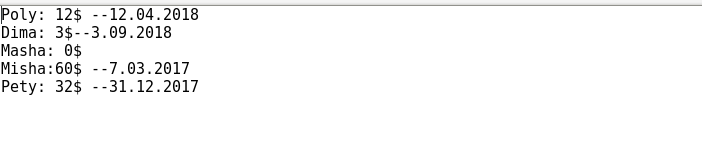 Poly: 12$ --12.04.2018
Dima: 3$--3.09.2018
Masha: 0$
Misha:60$ --7.03.2017
Pety: 32$ --31.12.2017